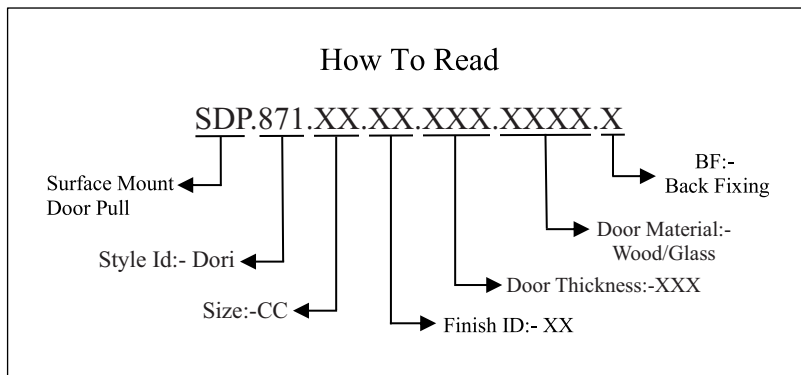 How To Read
SDP.871.XX.XX.XXX.XXXX.X
Surface Mount
Door Pull
BF:-
Back Fixing
Style Id:- Dori
Door Material:-
Wood/Glass
Size:-CC
Door Thickness:-XXX
Finish ID:- XX